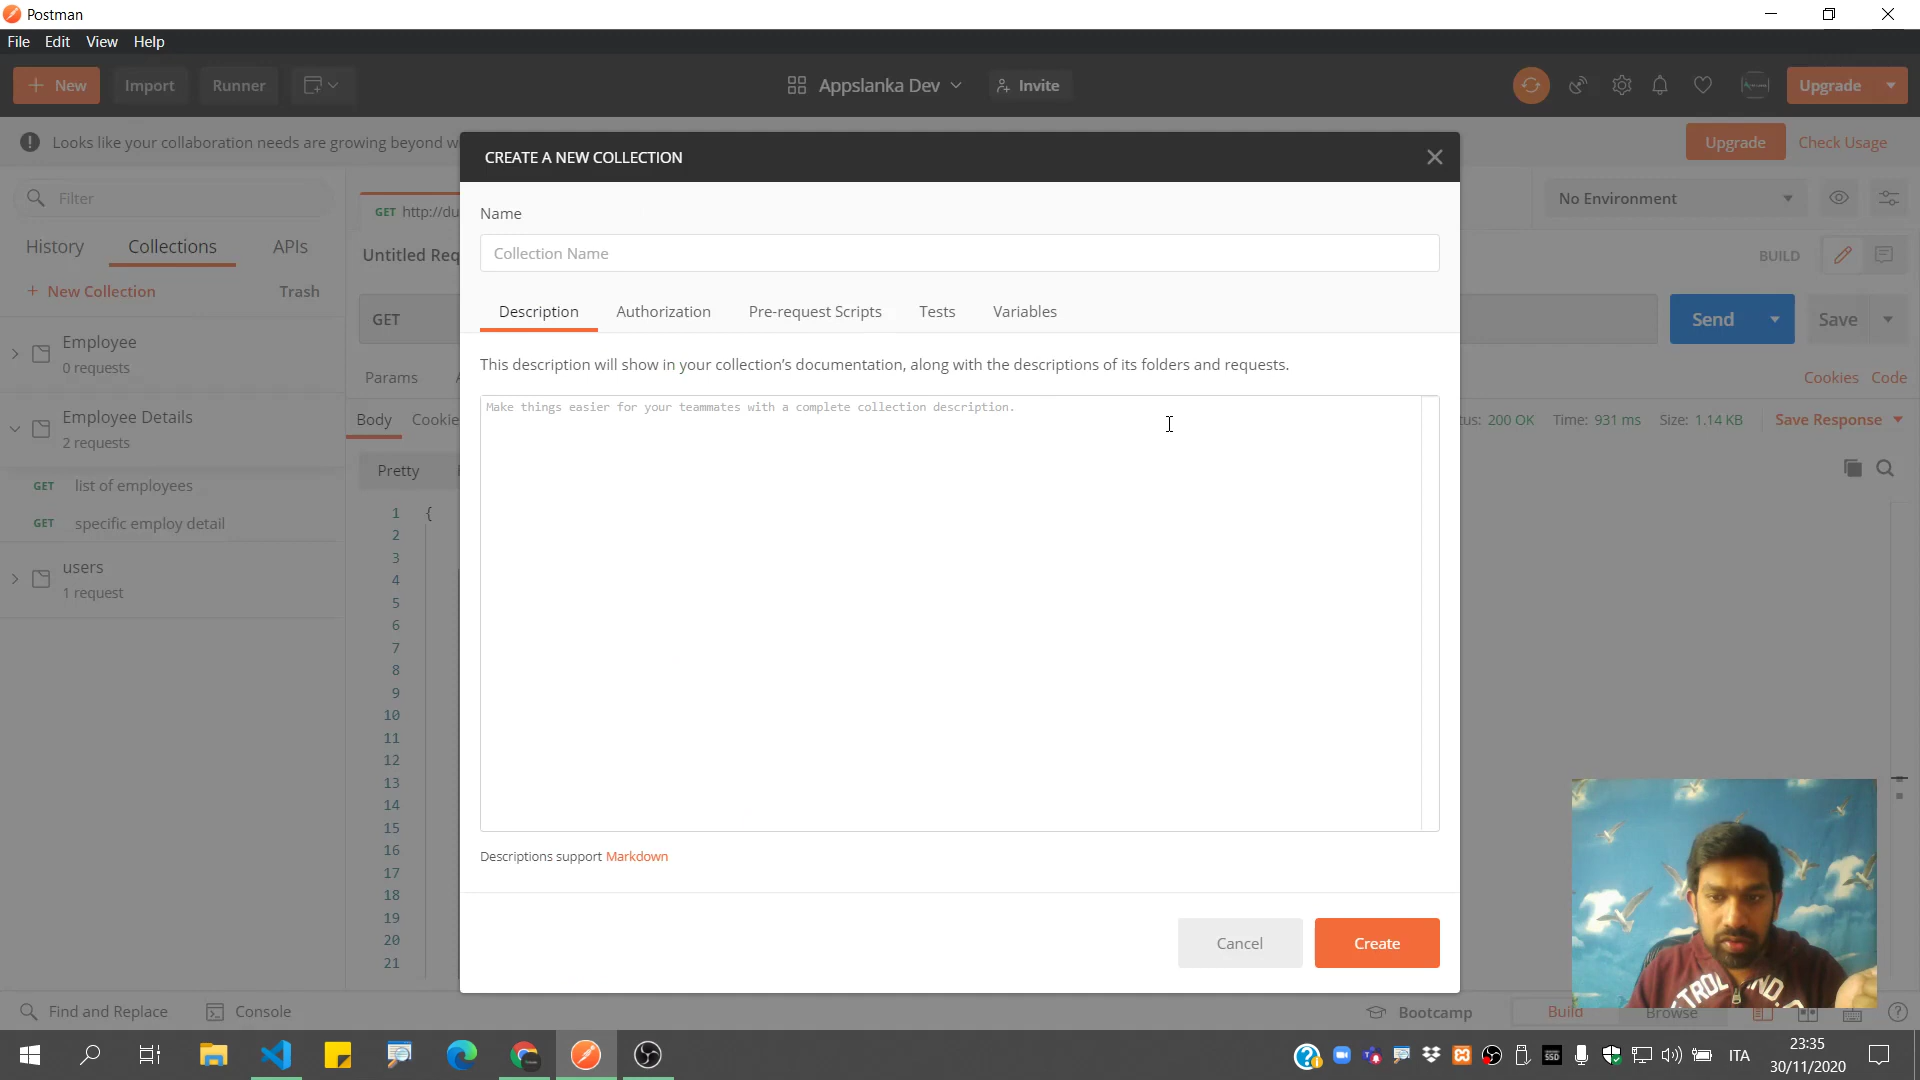 Postman
File Edit View Help
+ New Import Runner Appslanka Dev Invite Upgrade
Looks like your collaboration needs are growing beyond Upgrade Check Usage
CREATE A NEW COLLECTION
Filter
GET http://du
No Environment
Name
History Collections APIs
Untitled Req
Collection Name
BUILD
+ New Collection Trash
GET
Description Authorization Pre-request Scripts Tests Variables
Send Save
Employee
0 requests
This description will show in your collection's documentation, along with the descriptions of its folders and requests.
Params
Cookies Code
Make things easier for your teammates with a complete collection description.
Employee Details
2 requests
Body Cookie
200 OK Time: 931 ms Size: 1.14 KB Save Response
Pretty
GET list of employees
GET specific employ detail
users
1 request
1 {
2
3
4
5
6
7
8
9
10
11
12
13
14
15
16
17
18
19
20
21
Descriptions support Markdown
Cancel Create
TROL
Find and Replace Console
Bootcamp Build Browse
SSD
ITA
23:35
30/11/2020